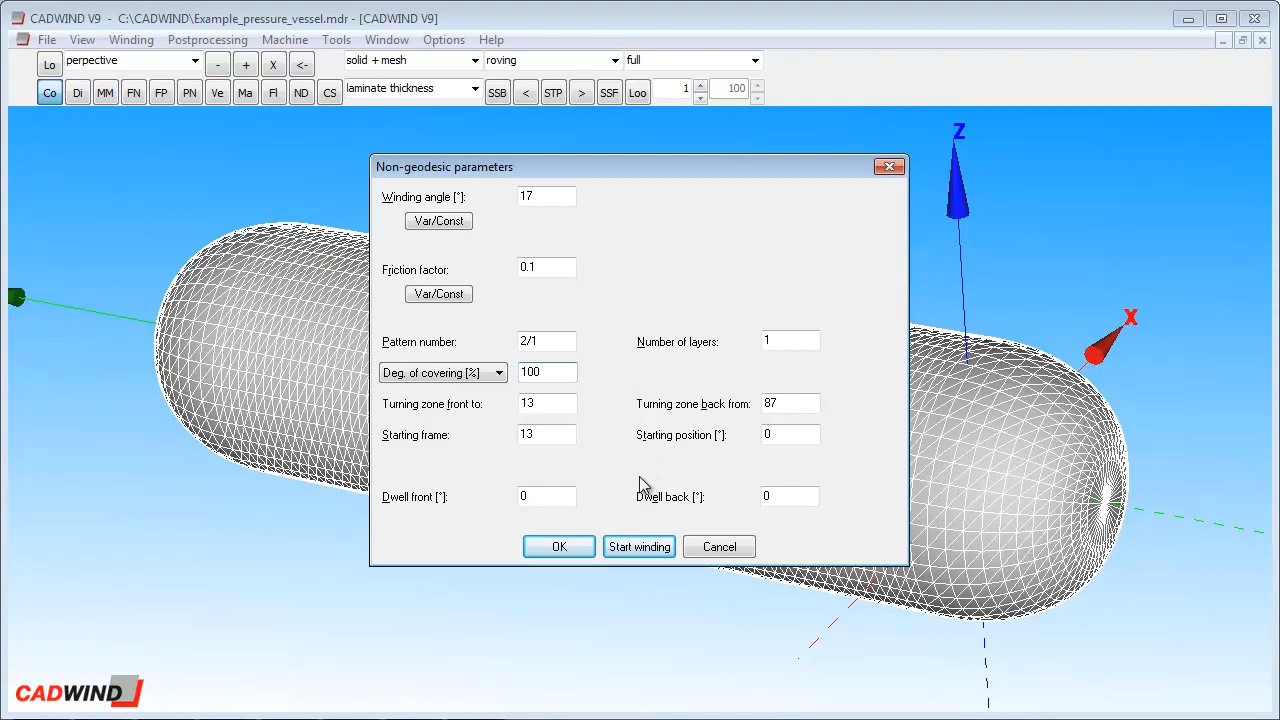 CADWIND V9 - C:\CADWIND\Example_pressure_vessel.mdr - [CADWIND V9]
File View Winding Postprocessing Machine Tools Window Options Help
Lo perpective - + X <- solid + mesh roving full
Co Di MM FN FP PN Ve Ma Fl ND CS laminate thickness SSB < STP > SSF Loo 1 100
Z
X
Non-geodesic parameters
Winding angle [°]: 17
Var/Const
Friction factor: 0.1
Var/Const
Pattern number: 2/1 Number of layers: 1
Deg. of covering [%] 100
Turning zone front to: 13 Turning zone back from: 87
Starting frame: 13 Starting position [°]: 0
Dwell front [°]: 0 Dwell back [°]: 0
OK Start winding Cancel
CADWIND